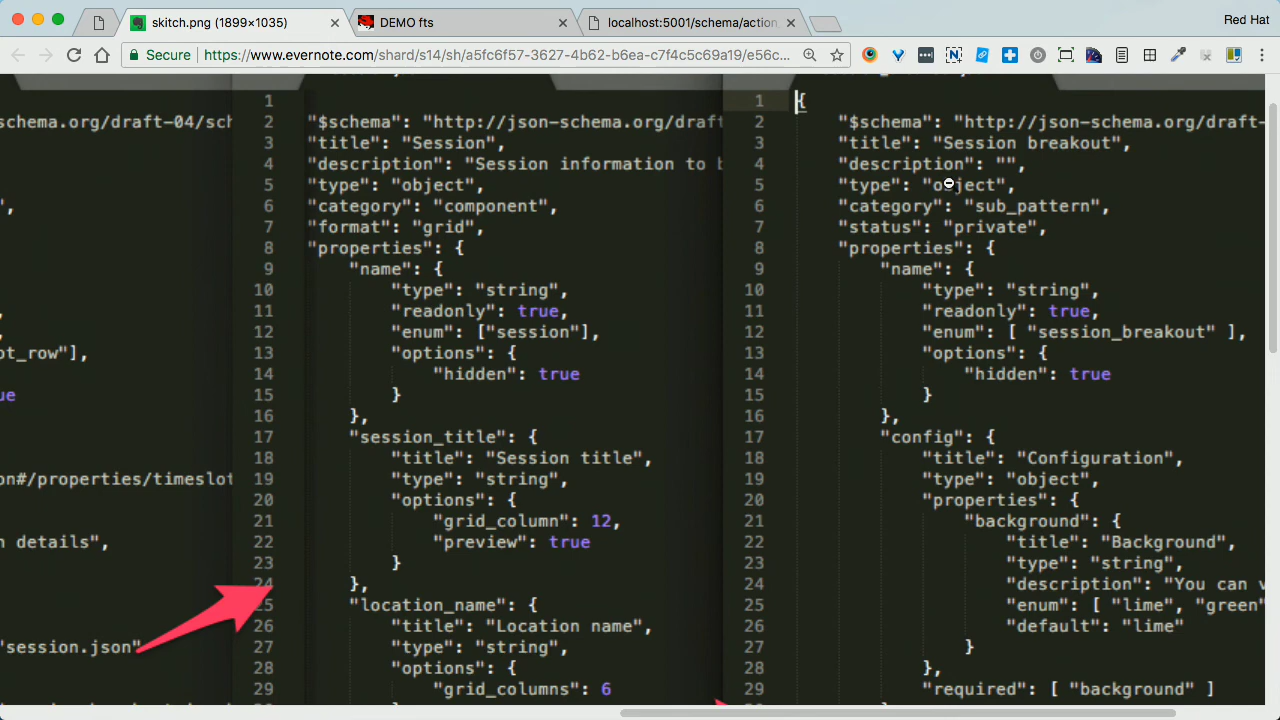 skitch.png (1899×1035)
DEMO fts
localhost:5001/schema/action
Red Hat
Secure
https://www.evernote.com/shard/s14/sh/a5fc6f57-3627-4b62-b6ea-c7f4c5c69a19/e56c...
schema.org/draft-04/sch
",
ot_row"],
ue
on#/properties/timeslot
n details",
"session.json"
1
2 "$schema": "http://json-schema.org/draft
3 "title": "Session",
4 "description": "Session information to b
5 "type": "object",
6 "category": "component",
7 "format": "grid",
8 "properties": {
9 "name": {
10 "type": "string",
11 "readonly": true,
12 "enum": ["session"],
13 "options": {
14 "hidden": true
15 }
16 },
17 "session_title": {
18 "title": "Session title",
19 "type": "string",
20 "options": {
21 "grid_column": 12,
22 "preview": true
23 }
24 },
25 "location_name": {
26 "title": "Location name",
27 "type": "string",
28 "options": {
29 "grid_columns": 6
1 {
2 "$schema": "http://json-schema.org/draft-
3 "title": "Session breakout",
4 "description": "",
5 "type": "object",
6 "category": "sub_pattern",
7 "status": "private",
8 "properties": {
9 "name": {
10 "type": "string",
11 "readonly": true,
12 "enum": [ "session_breakout" ],
13 "options": {
14 "hidden": true
15 }
16 },
17 "config": {
18 "title": "Configuration",
19 "type": "object",
20 "properties": {
21 "background": {
22 "title": "Background",
23 "type": "string",
24 "description": "You can v
25 "enum": [ "lime", "green"
26 "default": "lime"
27 }
28 },
29 "required": [ "background" ]